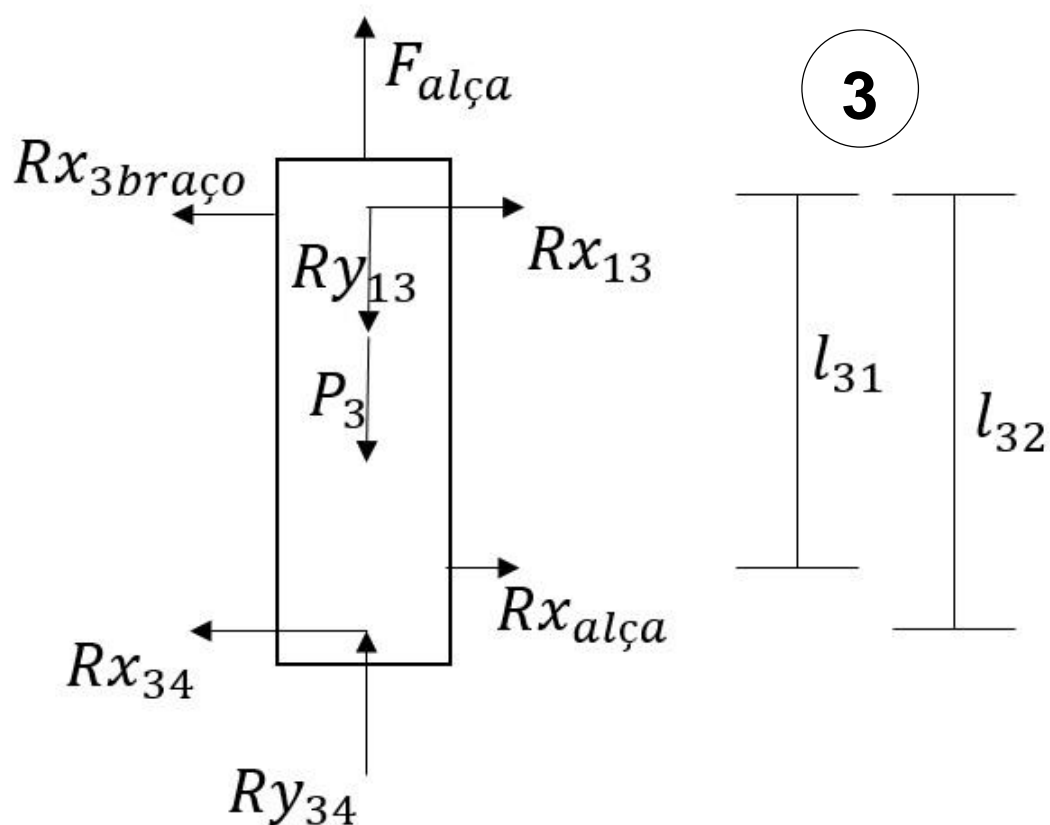 F_alça
3
Rx_3braço
Rx_13
Ry_13
l_31
P_3
l_32
Rx_alça
Rx_34
Ry_34